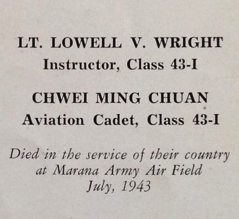 LT. LOWELL V. WRIGHT
Instructor, Class 43-I
CHWEI MING CHUAN
Aviation Cadet, Class 43-I
Died in the service of their country
at Marana Army Air Field
July, 1943